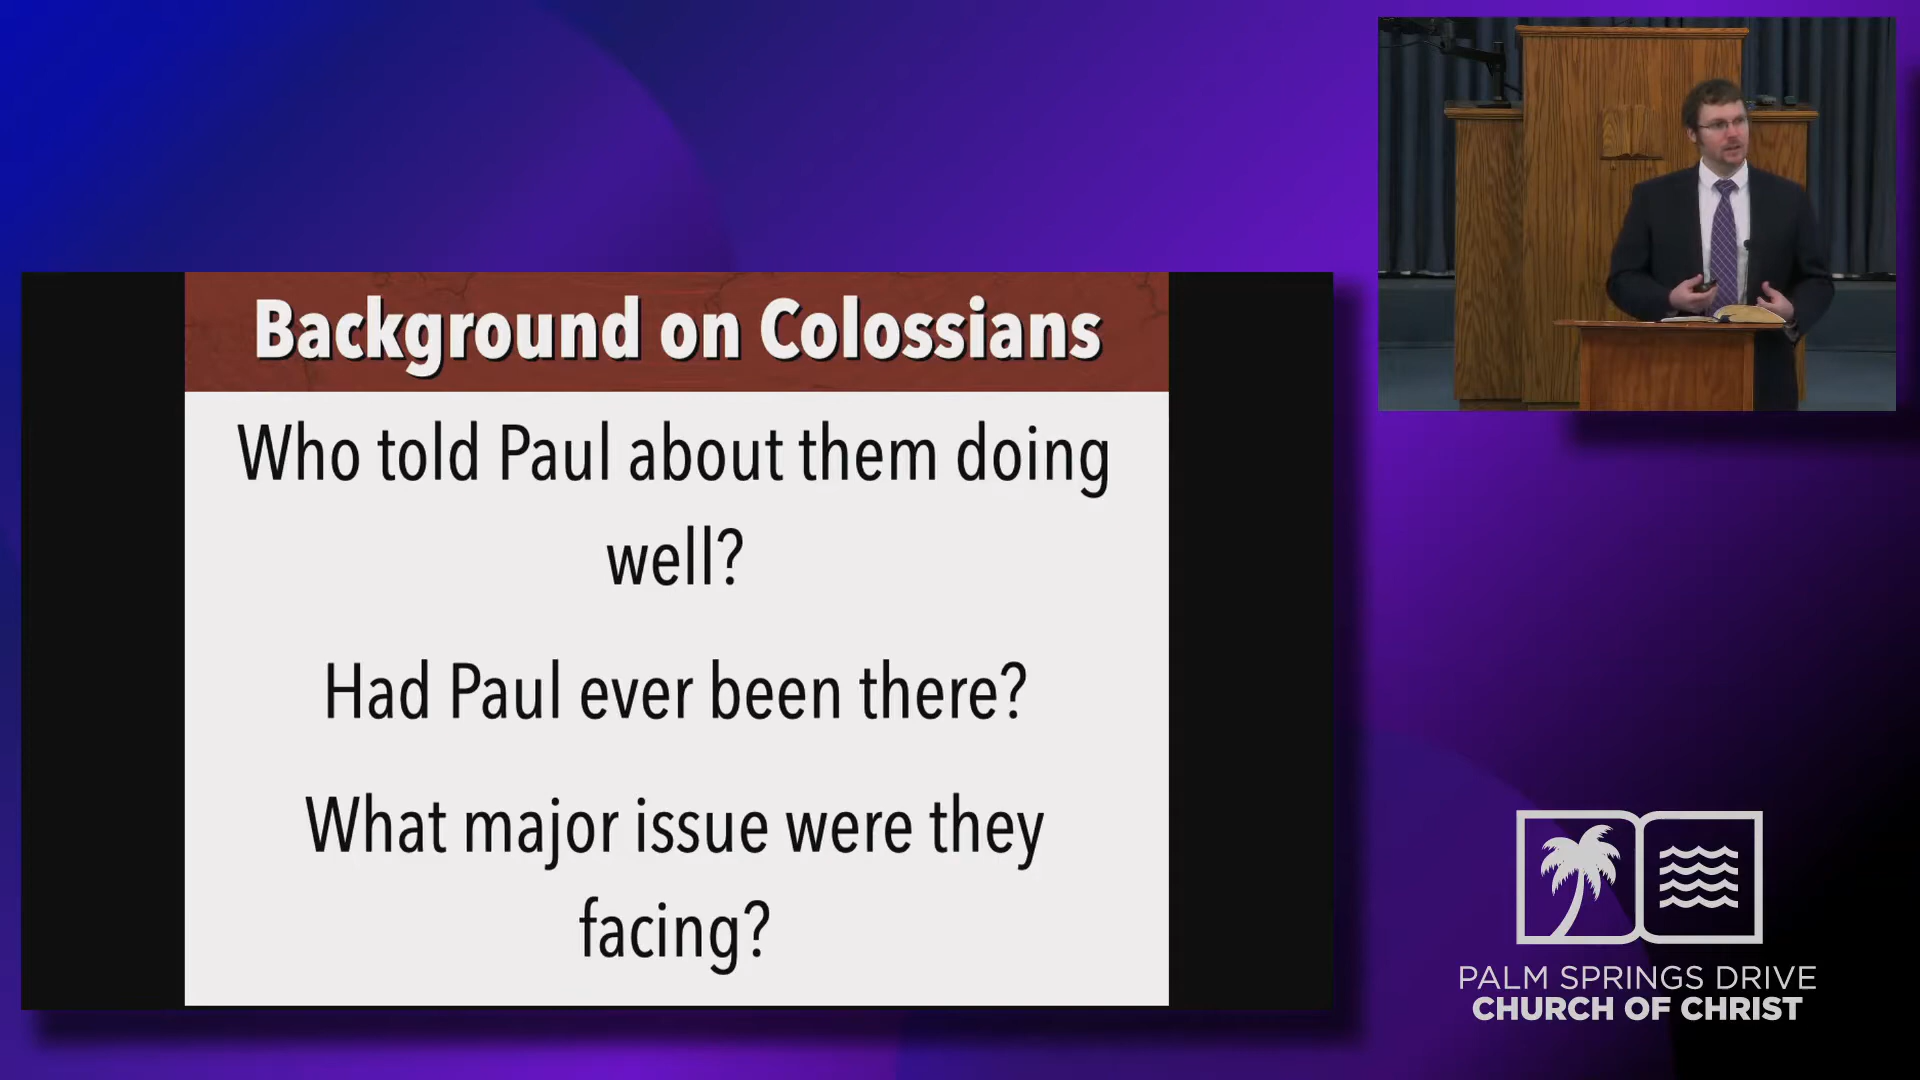 Background on Colossians
Who told Paul about them doing
well?
Had Paul ever been there?
What major issue were they
facing?
PALM SPRINGS DRIVE
CHURCH OF CHRIST